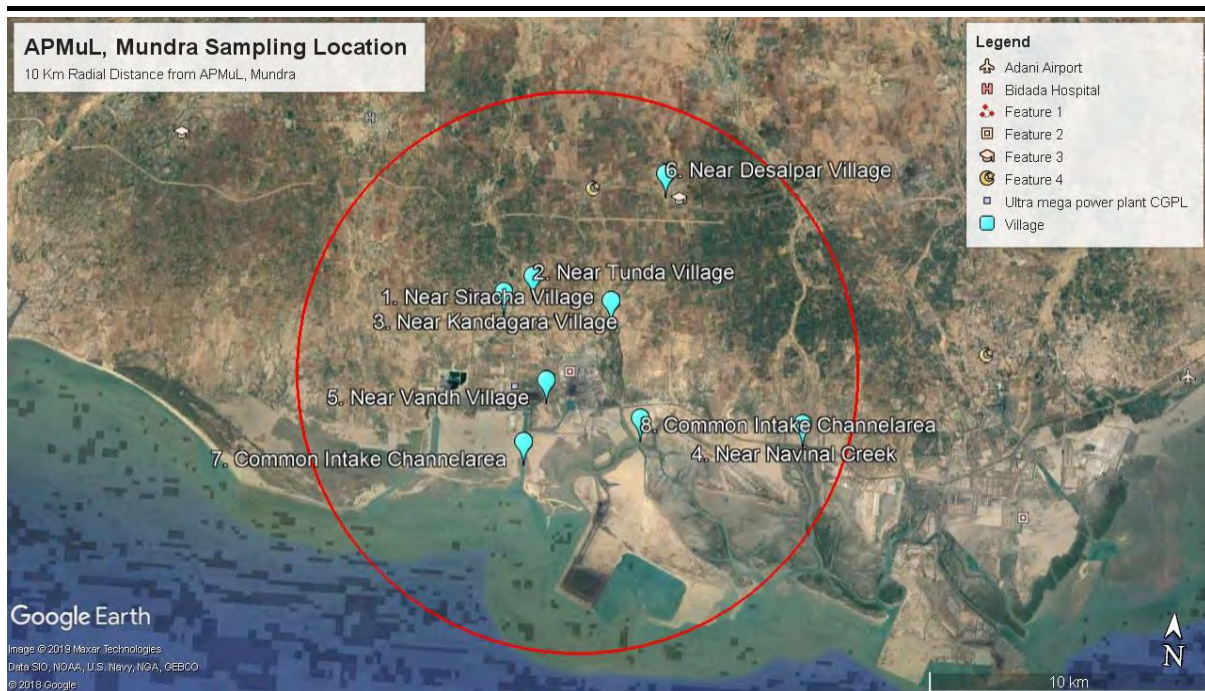 APMuL, Mundra Sampling Location
10 Km Radial Distance from APMuL, Mundra
Legend
Adani Airport
Bidada Hospital
Feature 1
Feature 2
Feature 3
Feature 4
Ultra mega power plant CGPL
Village
6. Near Desalpar Village
2. Near Tunda Village
1. Near Siracha Village
3. Near Kandagara Village
5. Near Vandh Village
8. Common Intake Channelarea
4. Near Navinal Creek
7. Common Intake Channelarea
Google Earth
Image © 2019 Maxar Technologies
Data SIO, NOAA, U.S. Navy, NGA, GEBCO
© 2018 Google
N
10 km